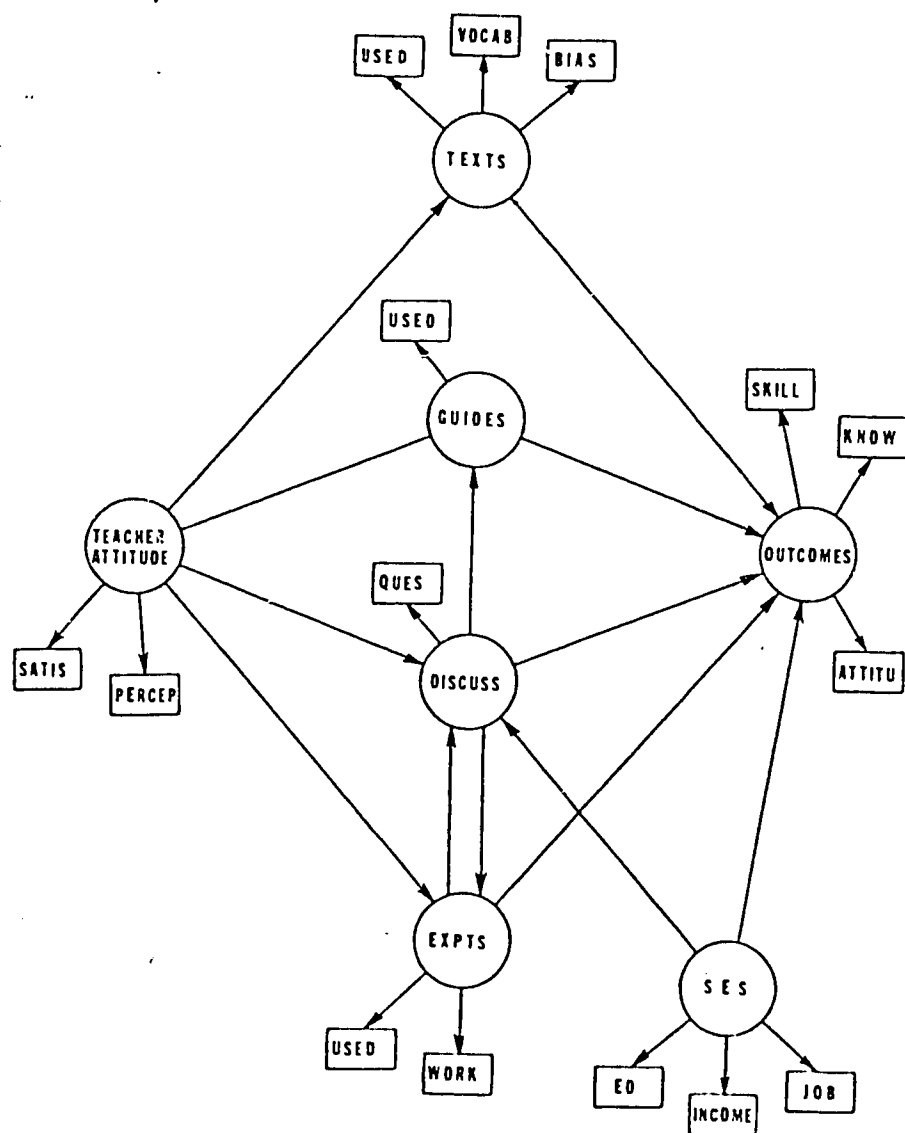 VOCAB
USED
BIAS
TEXTS
USED
SKILL
GUIDES
KNOW
TEACHER
ATTITUDE
OUTCOMES
QUES
SATIS
PERCEP
DISCUSS
ATTITU
EXPTS
SES
USED
WORK
ED
JOB
INCOME